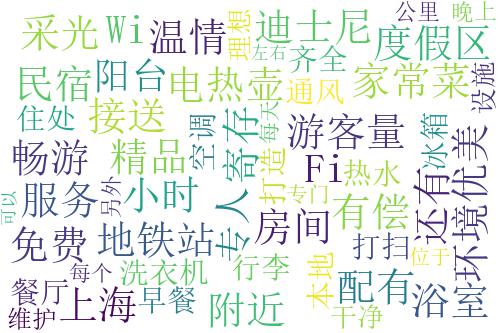 公里 晚上
采光 Wi 温情 理想 迪士尼 度假区
左右 齐全
民宿 阳台 电热壶 通风 家常菜 设施
住处 接送 空调 寄存 每天 游客量 冰箱
畅游 精品 打造 Fi 热水 还有 环境优美
服务 另外 小时 专人 专门 房间 有偿
可以 免费 地铁站 打扫 位于
餐厅 每个 洗衣机 行李 本地 配有 浴室
维护 上海 早餐 附近 干净